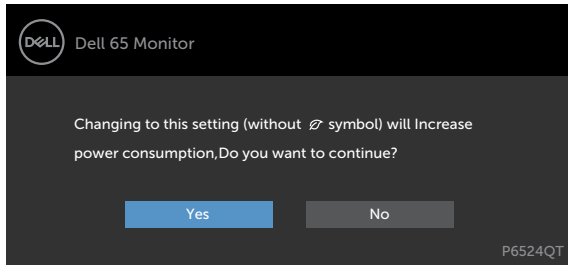 DELL Dell 65 Monitor
Changing to this setting (without symbol) will Increase
power consumption,Do you want to continue?
Yes No
P6524QT